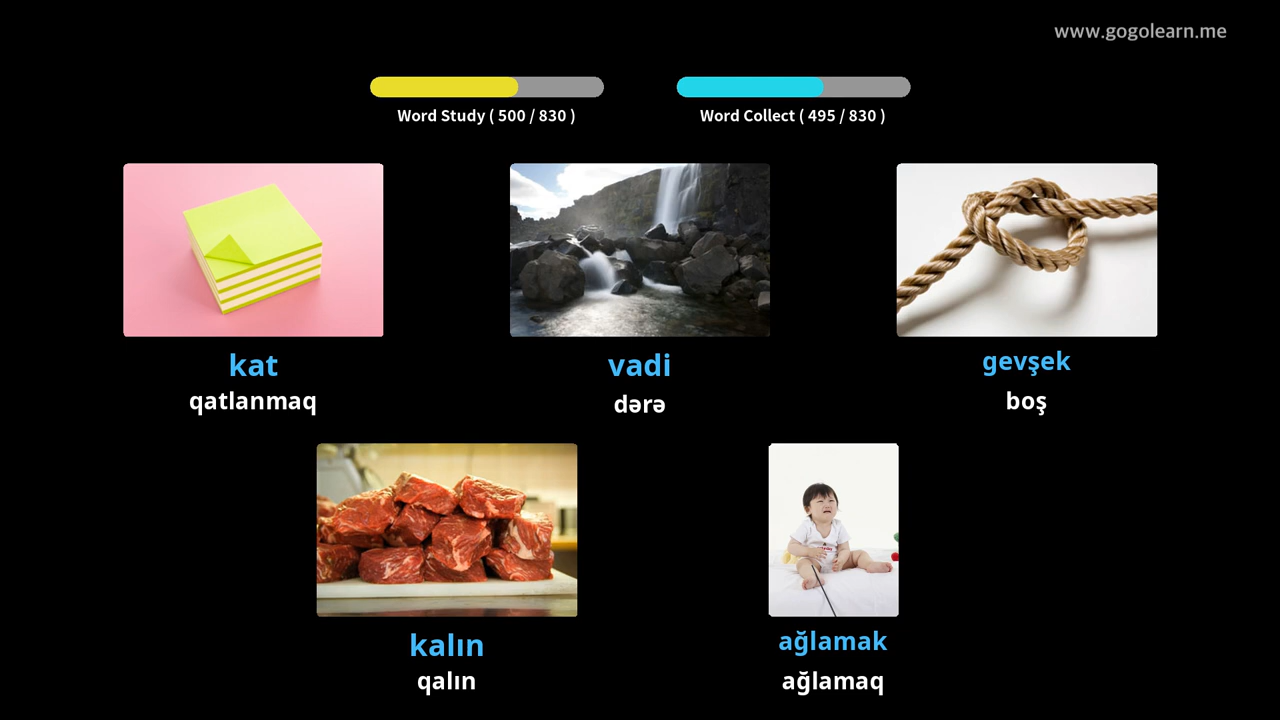 www.gogolearn.me
Word Study ( 500 / 830 )
Word Collect ( 495 / 830 )
kat
qatlanmaq
vadi
dərə
gevşek
boş
kalın
qalın
ağlamak
ağlamaq